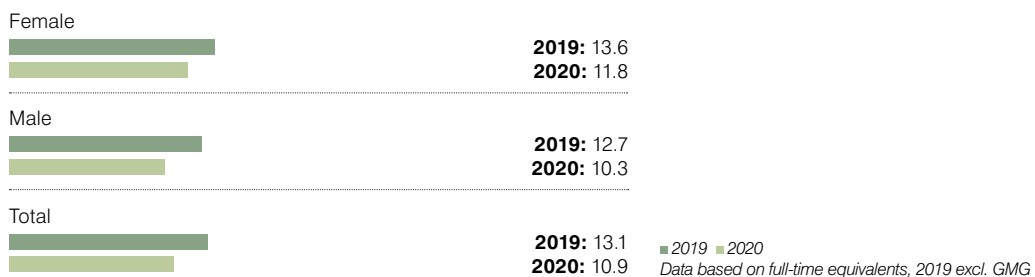 Female
2019: 13.6
2020: 11.8
Male
2019: 12.7
2020: 10.3
Total
2019: 13.1
2020: 10.9
2019 2020
Data based on full-time equivalents, 2019 excl. GMG